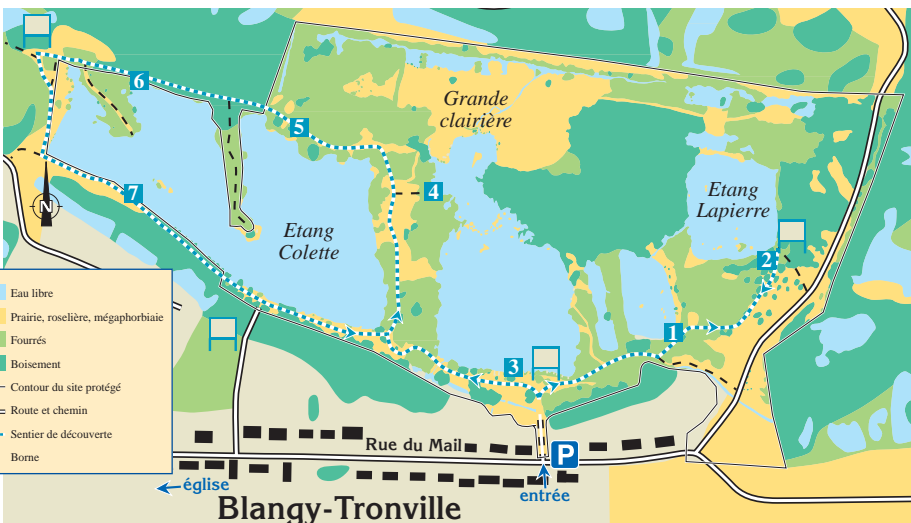 6
5
Grande
clairière
4
7
N
Etang
Colette
Etang
Lapierre
2
1
3
Eau libre
Prairie, roselière, mégaphorbiaie
Fourrés
Boisement
Contour du site protégé
Route et chemin
Sentier de découverte
Borne
Rue du Mail
P
église
entrée
Blangy-Tronville